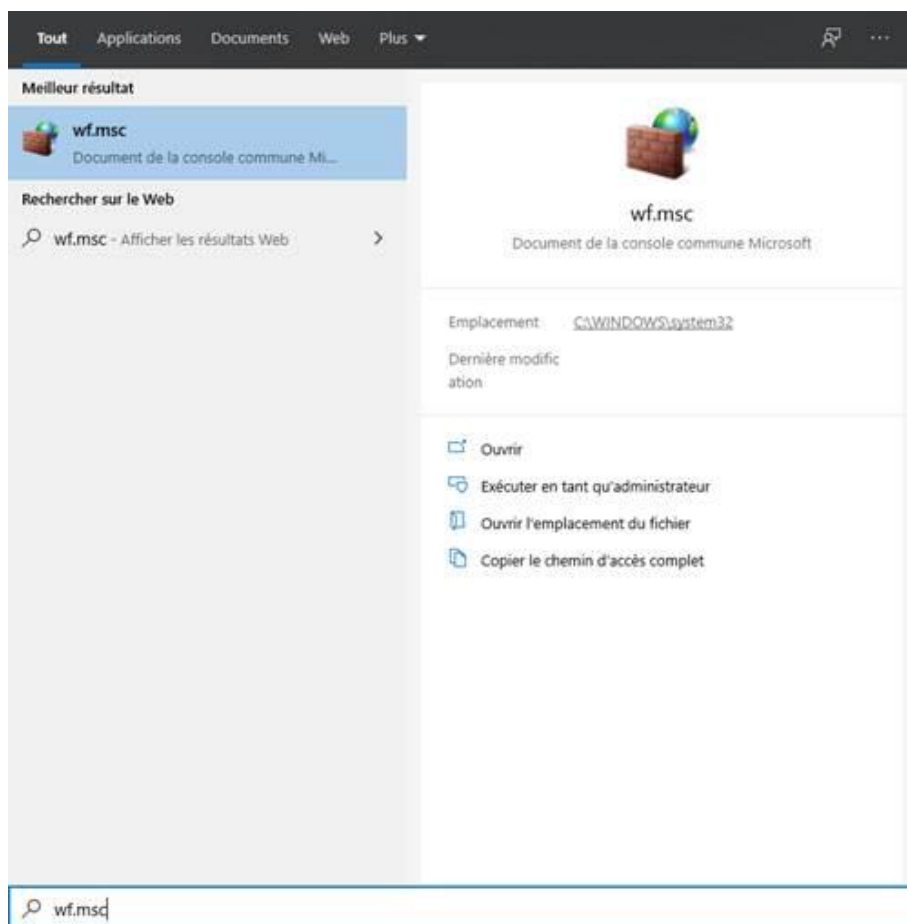 Tout Applications Documents Web Plus
Meilleur résultat
wf.msc
Document de la console commune Mi...
Rechercher sur le Web
wf.msc - Afficher les résultats Web
wf.msc
Document de la console commune Microsoft
Emplacement C:\WINDOWS\system32
Dernière modific
ation
Ouvrir
Exécuter en tant qu'administrateur
Ouvrir l'emplacement du fichier
Copier le chemin d'accès complet
wf.msc